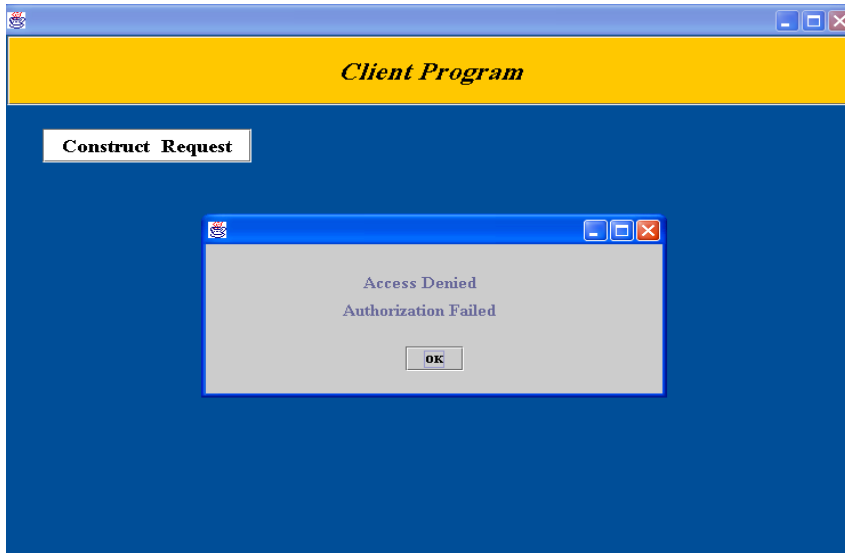 Client Program
Construct Request
Access Denied
Authorization Failed
OK